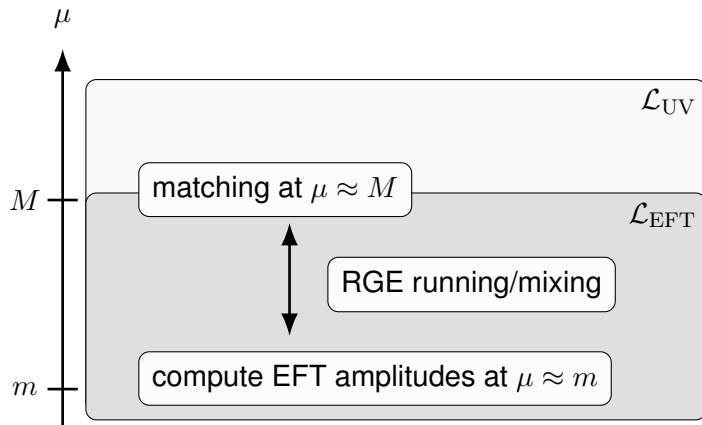 μ
ℒ_UV
matching at μ ≈ M
M
ℒ_EFT
RGE running/mixing
compute EFT amplitudes at μ ≈ m
m